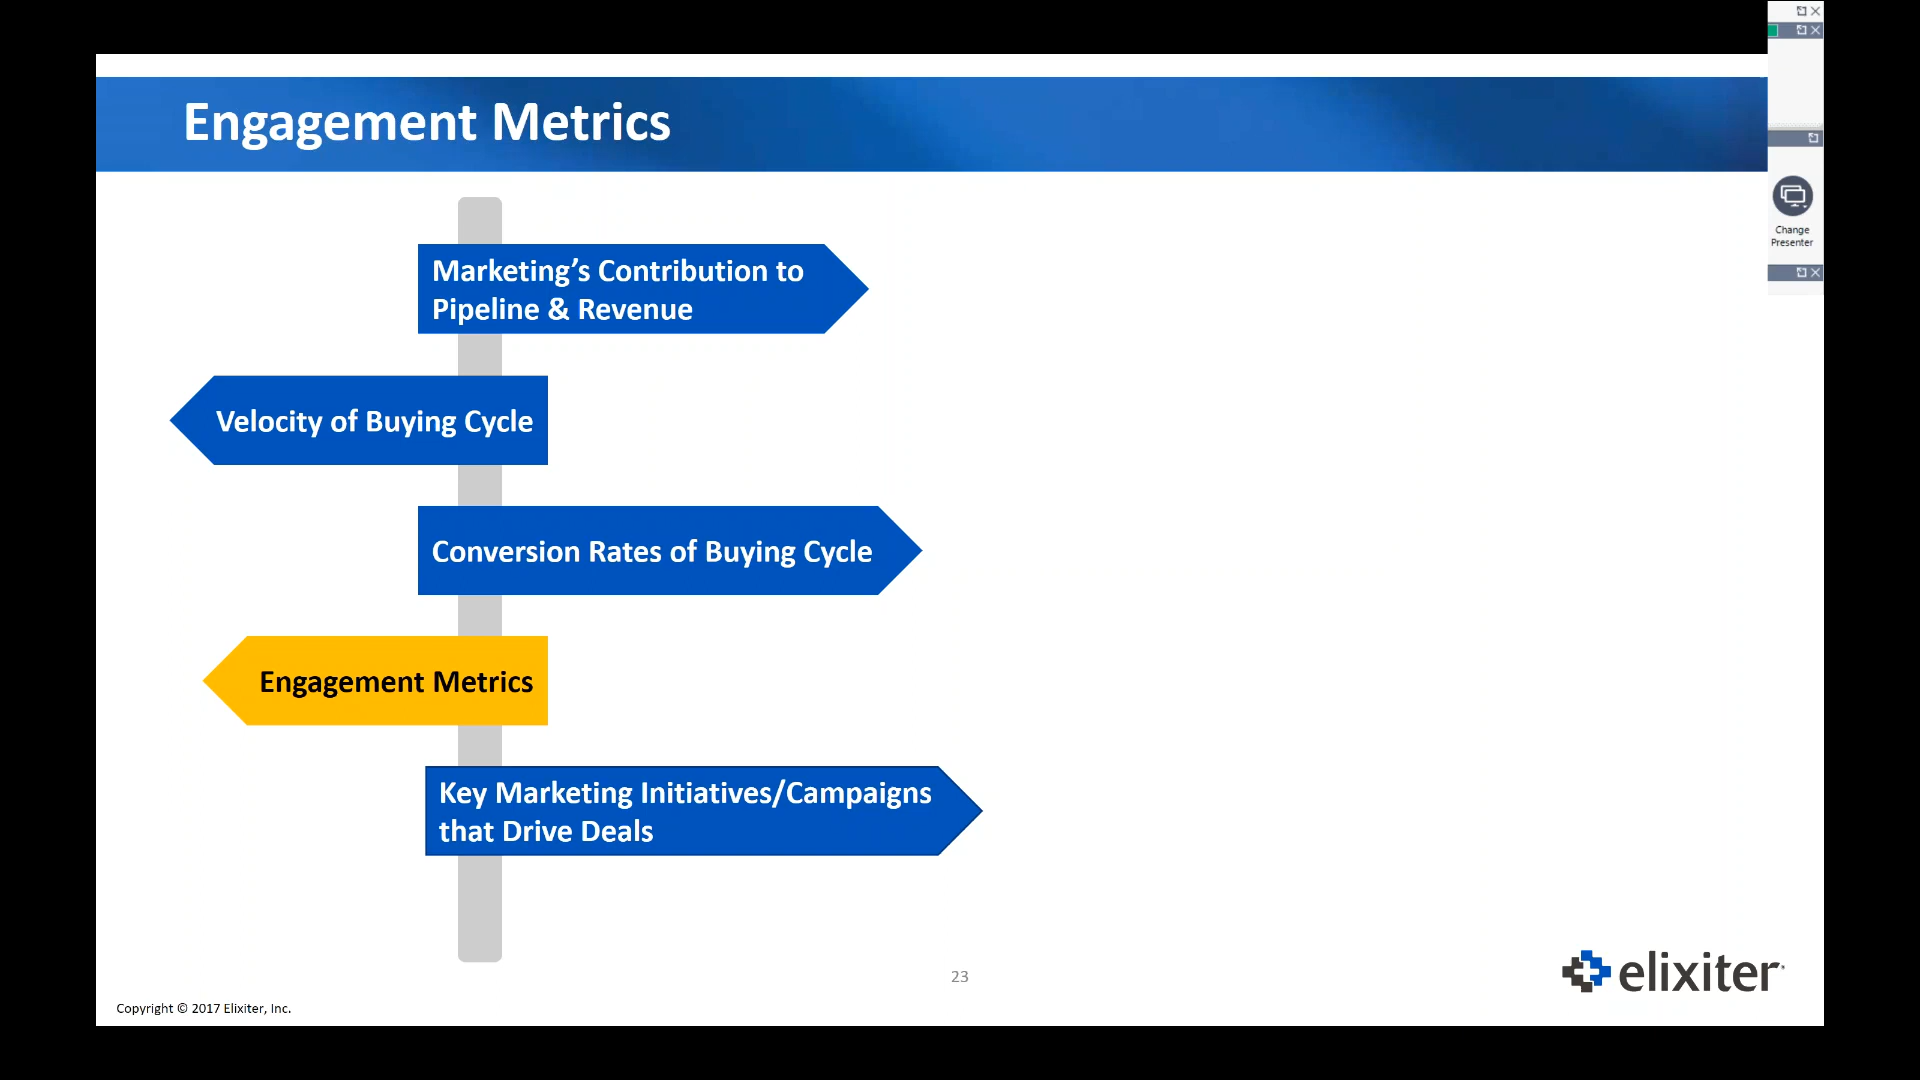 Engagement Metrics
Change
Presenter
Marketing’s Contribution to
Pipeline & Revenue
Velocity of Buying Cycle
Conversion Rates of Buying Cycle
Engagement Metrics
Key Marketing Initiatives/Campaigns
that Drive Deals
23
elixiter
Copyright © 2017 Elixiter, Inc.